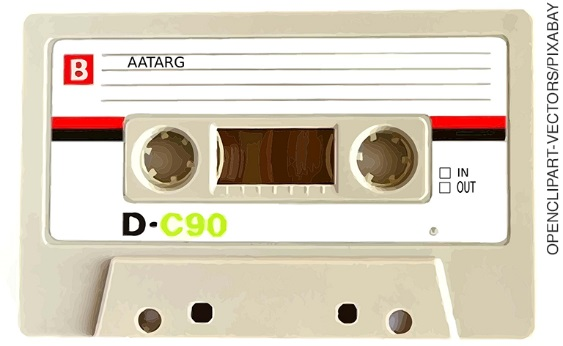 B
AATARG
IN
OUT
D-C90
OPENCLIPART-VECTORS/PIXABAY